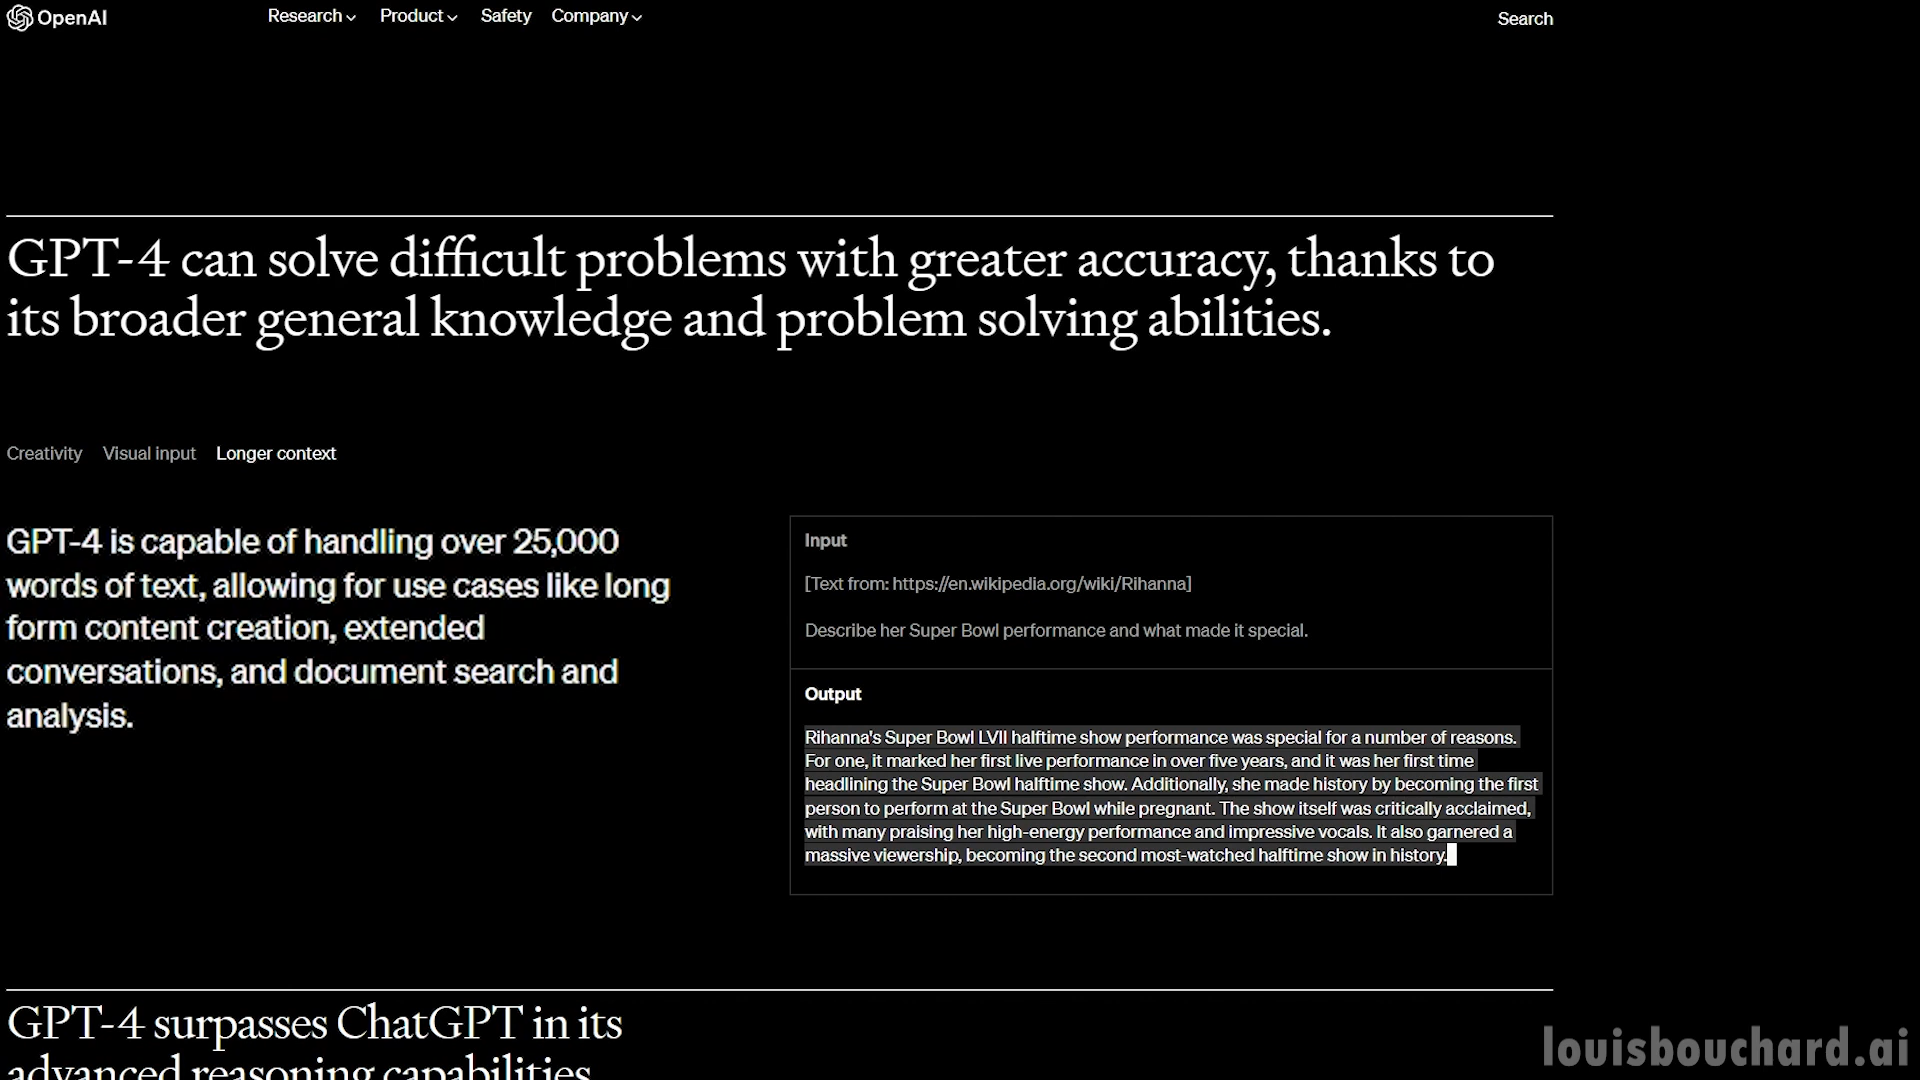 OpenAI
Research
Product
Safety
Company
Search
GPT-4 can solve difficult problems with greater accuracy, thanks to
its broader general knowledge and problem solving abilities.
Creativity
Visual input
Longer context
GPT-4 is capable of handling over 25,000
words of text, allowing for use cases like long
form content creation, extended
conversations, and document search and
analysis.
Input
[Text from: https://en.wikipedia.org/wiki/Rihanna]
Describe her Super Bowl performance and what made it special.
Output
Rihanna's Super Bowl LVII halftime show performance was special for a number of reasons.
For one, it marked her first live performance in over five years, and it was her first time
headlining the Super Bowl halftime show. Additionally, she made history by becoming the first
person to perform at the Super Bowl while pregnant. The show itself was critically acclaimed,
with many praising her high-energy performance and impressive vocals. It also garnered a
massive viewership, becoming the second most-watched halftime show in history.
GPT-4 surpasses ChatGPT in its
advanced reasoning capabilities.
louisbouchard.ai